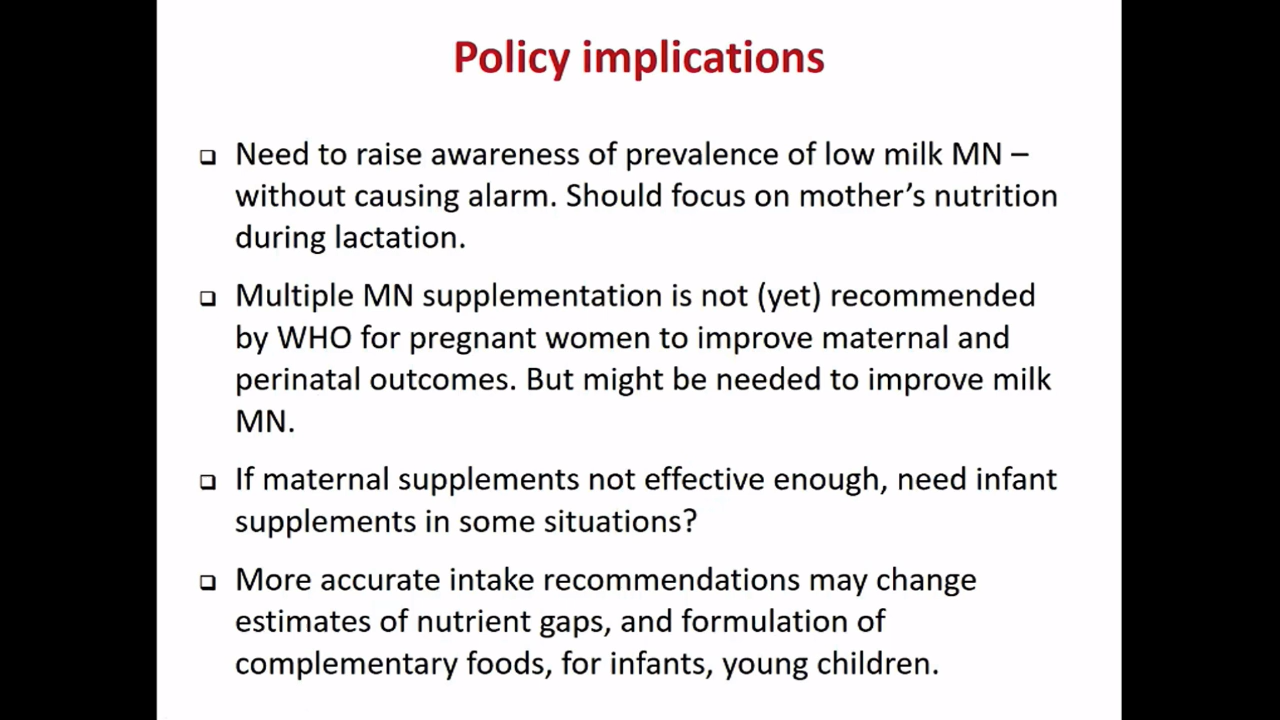 Policy implications
❑ Need to raise awareness of prevalence of low milk MN –
without causing alarm. Should focus on mother’s nutrition
during lactation.
❑ Multiple MN supplementation is not (yet) recommended
by WHO for pregnant women to improve maternal and
perinatal outcomes. But might be needed to improve milk
MN.
❑ If maternal supplements not effective enough, need infant
supplements in some situations?
❑ More accurate intake recommendations may change
estimates of nutrient gaps, and formulation of
complementary foods, for infants, young children.